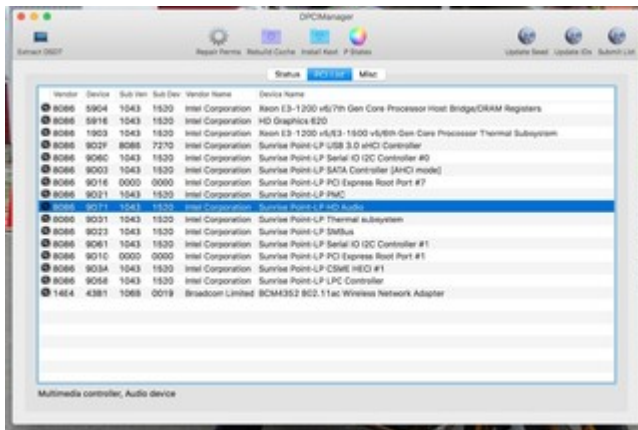 DPCIManager
Extract DSDT Repair Perms Rebuild Cache Install Kext P States Update Seed Update IDs Submit List
Status PCI List Misc
Vendor Device Sub Ven Sub Dev Vendor Name Device Name
8086 5904 1043 1520 Intel Corporation Xeon E3-1200 v6/7th Gen Core Processor Host Bridge/DRAM Registers
8086 5916 1043 1520 Intel Corporation HD Graphics 620
8086 1903 1043 1520 Intel Corporation Xeon E3-1200 v5/E3-1500 v5/6th Gen Core Processor Thermal Subsystem
8086 9D2F 8086 7270 Intel Corporation Sunrise Point-LP USB 3.0 xHCI Controller
8086 9D60 1043 1520 Intel Corporation Sunrise Point-LP Serial IO I2C Controller #0
8086 9D03 1043 1520 Intel Corporation Sunrise Point-LP SATA Controller [AHCI mode]
8086 9D16 0000 0000 Intel Corporation Sunrise Point-LP PCI Express Root Port #7
8086 9D21 1043 1520 Intel Corporation Sunrise Point-LP PMC
8086 9D71 1043 1520 Intel Corporation Sunrise Point-LP HD Audio
8086 9D31 1043 1520 Intel Corporation Sunrise Point-LP Thermal subsystem
8086 9D23 1043 1520 Intel Corporation Sunrise Point-LP SMBus
8086 9D61 1043 1520 Intel Corporation Sunrise Point-LP Serial IO I2C Controller #1
8086 9D10 0000 0000 Intel Corporation Sunrise Point-LP PCI Express Root Port #1
8086 9D3A 1043 1520 Intel Corporation Sunrise Point-LP CSME HECI #1
8086 9D58 1043 1520 Intel Corporation Sunrise Point-LP LPC Controller
14E4 43B1 106B 0019 Broadcom Limited BCM4352 802.11ac Wireless Network Adapter
Multimedia controller, Audio device